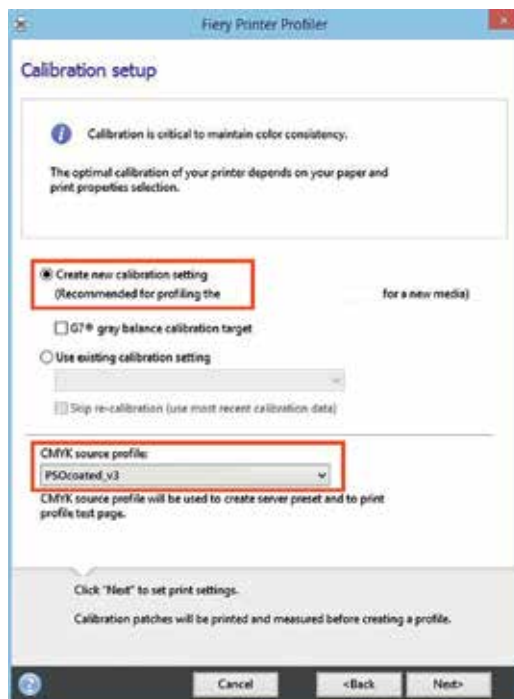 Fiery Printer Profiler
Calibration setup
Calibration is critical to maintain color consistency.
The optimal calibration of your printer depends on your paper and
print properties selection.
Create new calibration setting
(Recommended for profiling the for a new media)
G7® gray balance calibration target
Use existing calibration setting
Skip re-calibration (use most recent calibration data)
CMYK source profile:
PSOcoated_v3
CMYK source profile will be used to create server preset and to print
profile test page.
Click "Next" to set print settings.
Calibration patches will be printed and measured before creating a profile.
Cancel <Back Next>